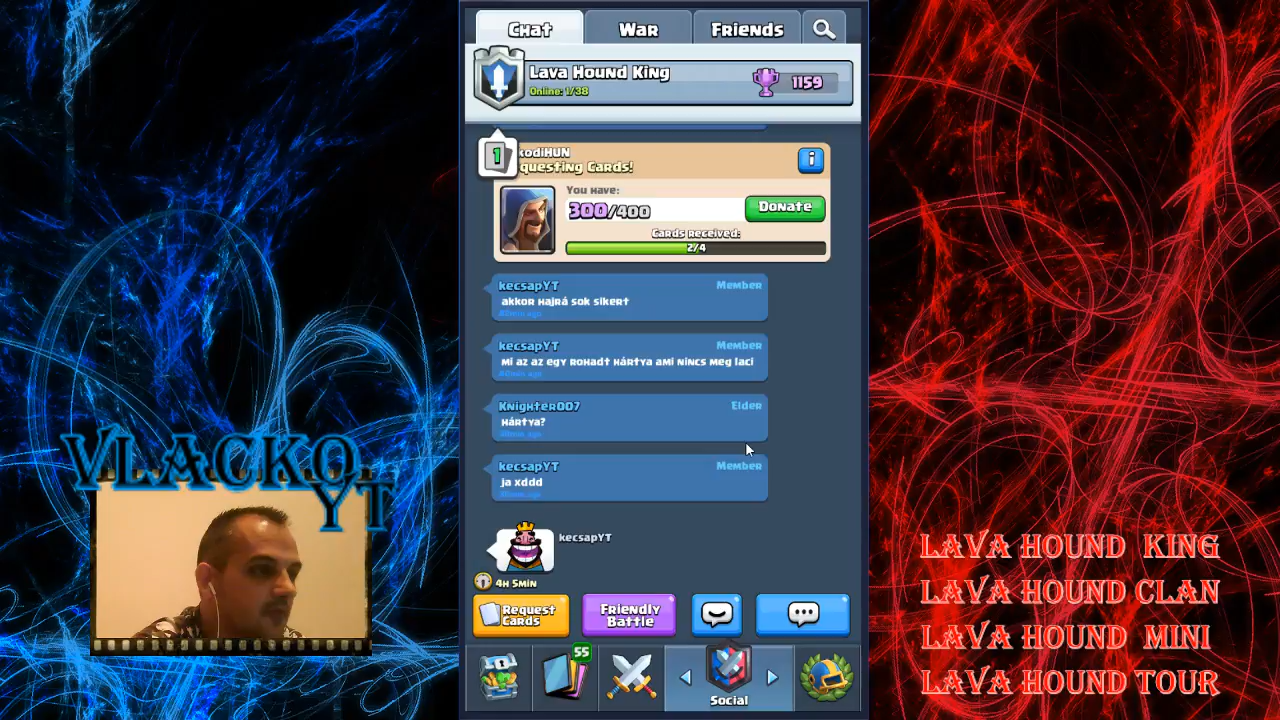 Chat
War
Friends
Lava Hound King
Online: 1/38
1159
1
kodiHUN
questing Cards!
i
You have:
300/400
Donate
Cards received:
2/4
kecsapYT
Member
akkor hajrá sok sikert
kecsapYT
Member
mi az az egy rohadt hártya ami nincs meg laci
Knighter007
Elder
hártya?
kecsapYT
Member
ja xddd
kecsapYT
4h 5min
Request
Cards
Friendly
Battle
55
Social
VLACKO
YT
LAVA HOUND KING
LAVA HOUND CLAN
LAVA HOUND MINI
LAVA HOUND TOUR